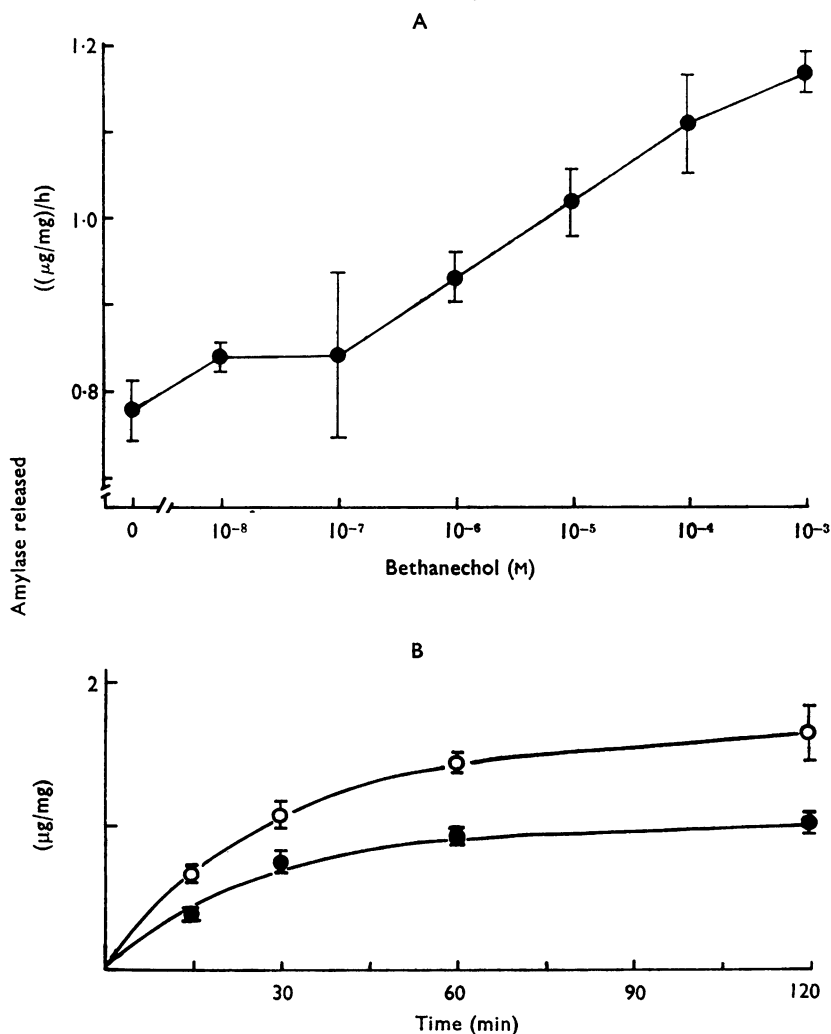 A
1·2
1·0
0·8
((µg/mg)/h)
0 10⁻⁸ 10⁻⁷ 10⁻⁶ 10⁻⁵ 10⁻⁴ 10⁻³
Bethanechol (M)
Amylase released
B
2
(µg/mg)
30 60 90 120
Time (min)